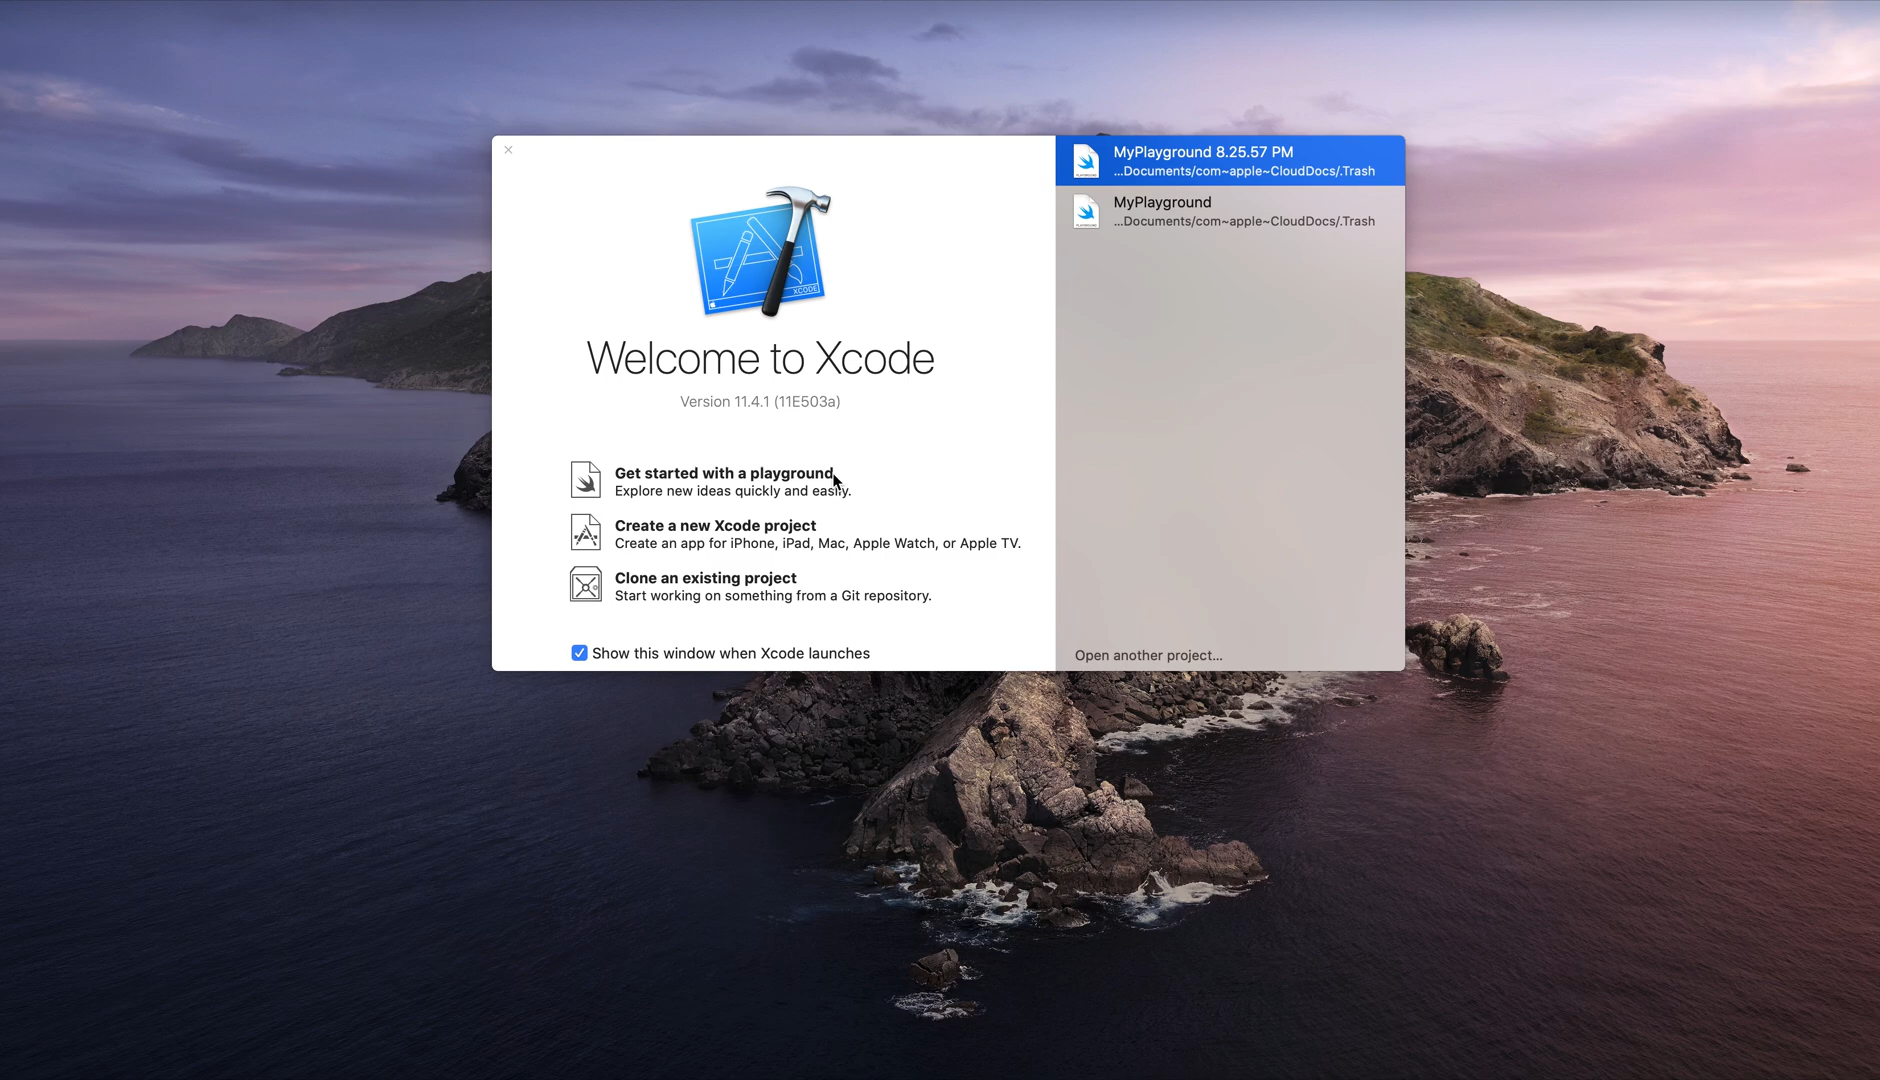 XCODE
Welcome to Xcode
Version 11.4.1 (11E503a)
Get started with a playground
Explore new ideas quickly and easily.
Create a new Xcode project
Create an app for iPhone, iPad, Mac, Apple Watch, or Apple TV.
Clone an existing project
Start working on something from a Git repository.
Show this window when Xcode launches
MyPlayground 8.25.57 PM
...Documents/com~apple~CloudDocs/.Trash
MyPlayground
...Documents/com~apple~CloudDocs/.Trash
Open another project...